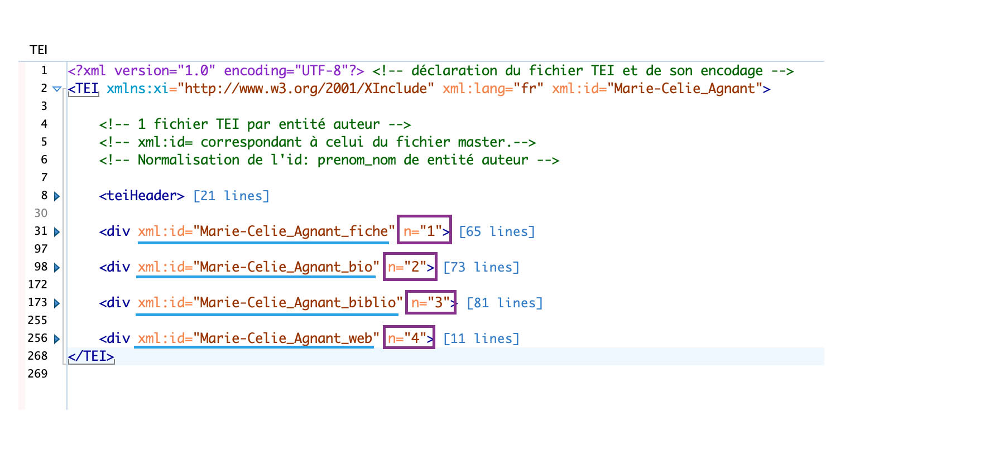 TEI
1 <?xml version="1.0" encoding="UTF-8"?> <!-- déclaration du fichier TEI et de son encodage -->
2 <TEI xmlns:xi="http://www.w3.org/2001/XInclude" xml:lang="fr" xml:id="Marie-Celie_Agnant">
3
4 <!-- 1 fichier TEI par entité auteur -->
5 <!-- xml:id= correspondant à celui du fichier master.-->
6 <!-- Normalisation de l'id: prenom_nom de entité auteur -->
7
8 <teiHeader> [21 lines]
30
31 <div xml:id="Marie-Celie_Agnant_fiche" n="1"> [65 lines]
97
98 <div xml:id="Marie-Celie_Agnant_bio" n="2"> [73 lines]
172
173 <div xml:id="Marie-Celie_Agnant_biblio" n="3"> [81 lines]
255
256 <div xml:id="Marie-Celie_Agnant_web" n="4"> [11 lines]
268 </TEI>
269